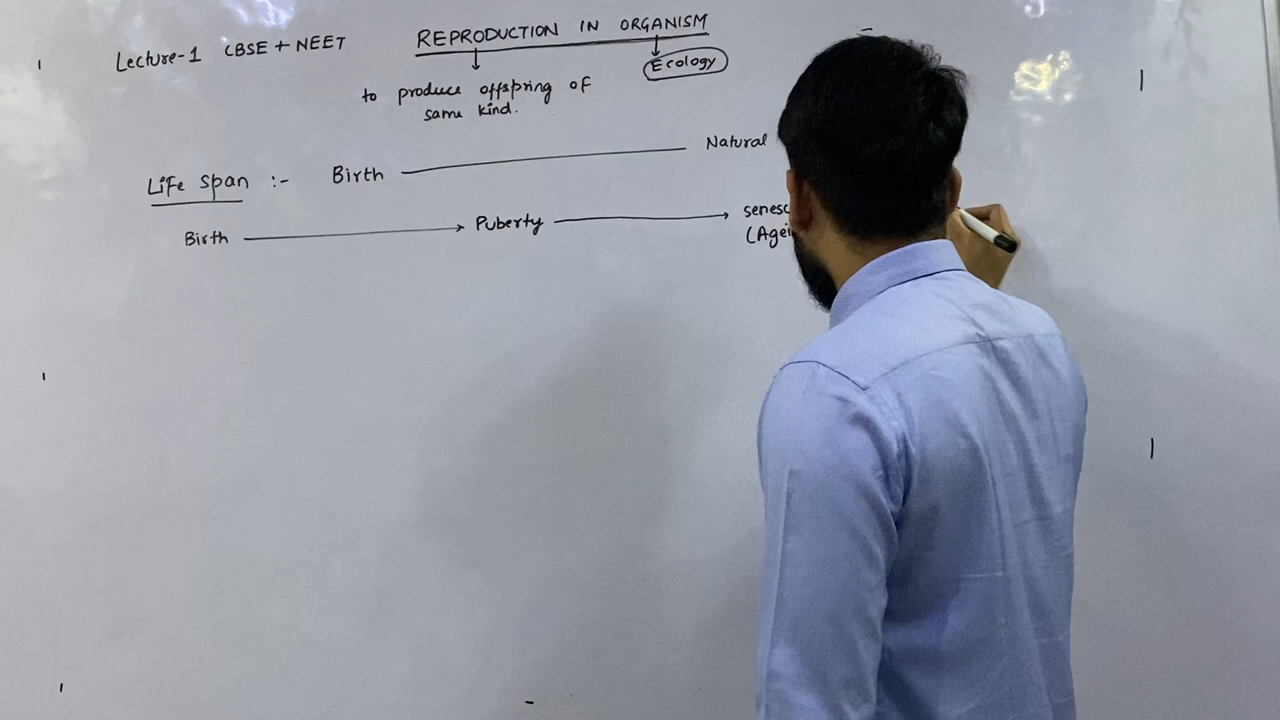 Lecture-1 CBSE + NEET
REPRODUCTION IN ORGANISM
Ecology
to produce offspring of
same kind.
Life span :- Birth Natural
Birth Puberty